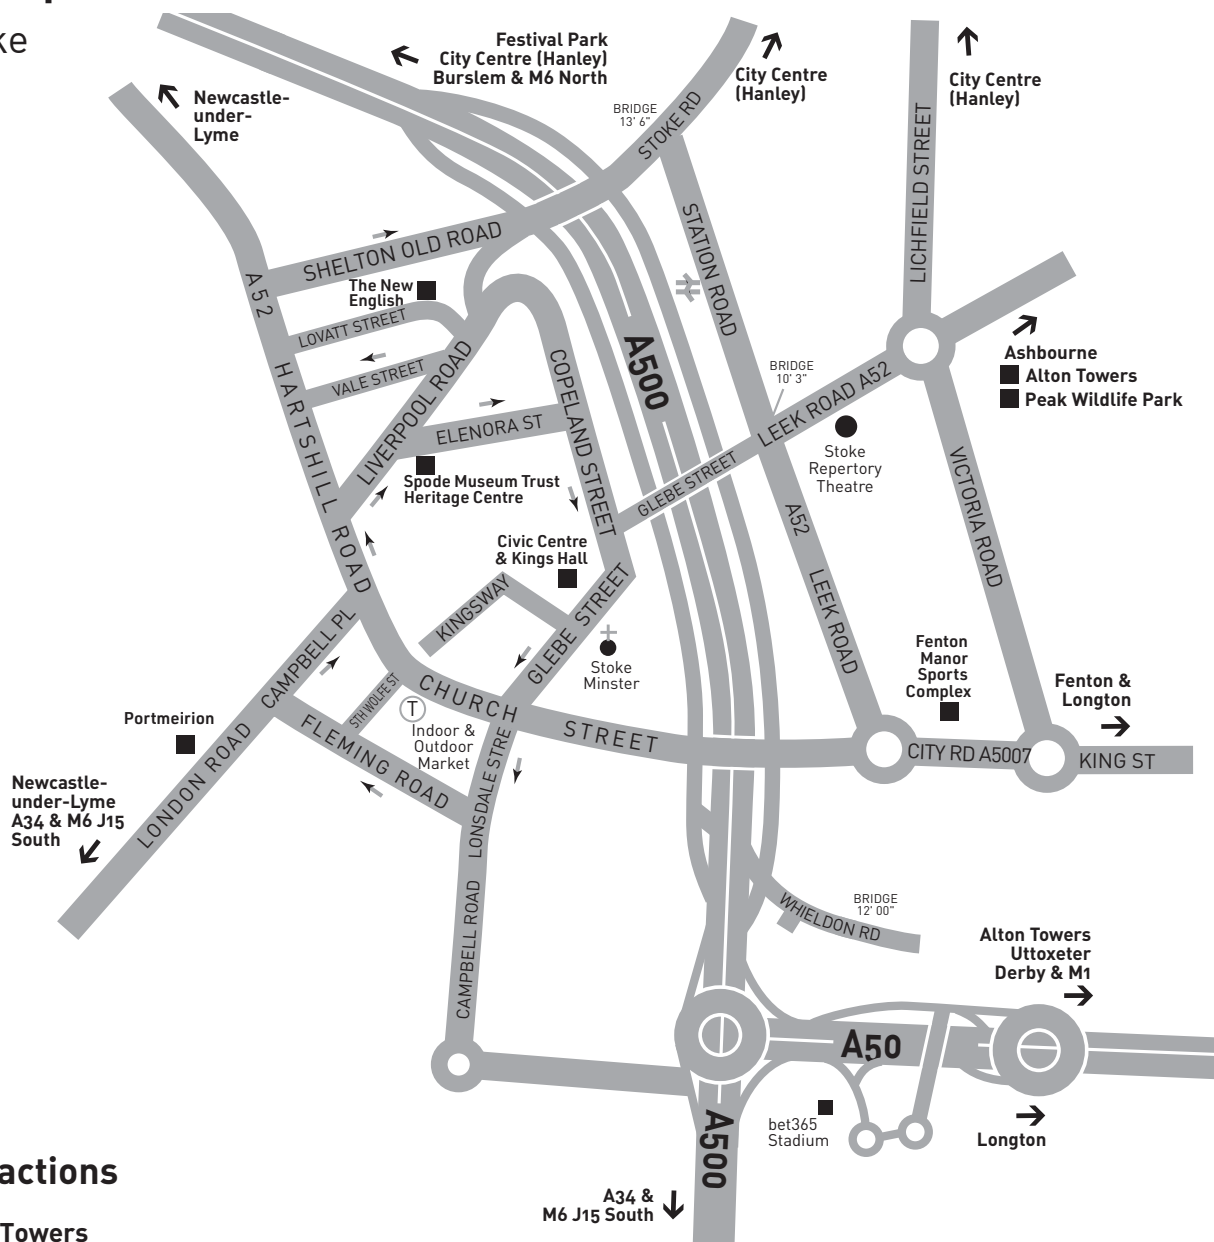 ke
Festival Park
City Centre (Hanley)
Burslem & M6 North
City Centre
(Hanley)
City Centre
(Hanley)
Newcastle-
under-
Lyme
BRIDGE
13' 6"
STOKE RD
LICHFIELD STREET
STATION ROAD
SHELTON OLD ROAD
A52
The New
English
LOVATT STREET
VALE STREET
HARTSHILL ROAD
LIVERPOOL ROAD
ELENORA ST
COPELAND STREET
A500
BRIDGE
10' 3"
LEEK ROAD A52
GLEBE STREET
Ashbourne
Alton Towers
Peak Wildlife Park
Stoke
Repertory
Theatre
VICTORIA ROAD
Spode Museum Trust
Heritage Centre
A52
LEEK ROAD
Civic Centre
& Kings Hall
KINGSWAY
GLEBE STREET
Stoke
Minster
CAMPBELL PL
STH WOLFE ST
CHURCH STREET
T
Indoor &
Outdoor
Market
FLEMING ROAD
LONSDALE STRE
Portmeirion
LONDON ROAD
Newcastle-
under-Lyme
A34 & M6 J15
South
Fenton
Manor
Sports
Complex
Fenton &
Longton
CITY RD A5007
KING ST
CAMPBELL ROAD
BRIDGE
12' 00"
WHIELDON RD
Alton Towers
Uttoxeter
Derby & M1
A50
bet365
Stadium
Longton
A500
A34 &
M6 J15 South
actions
Towers